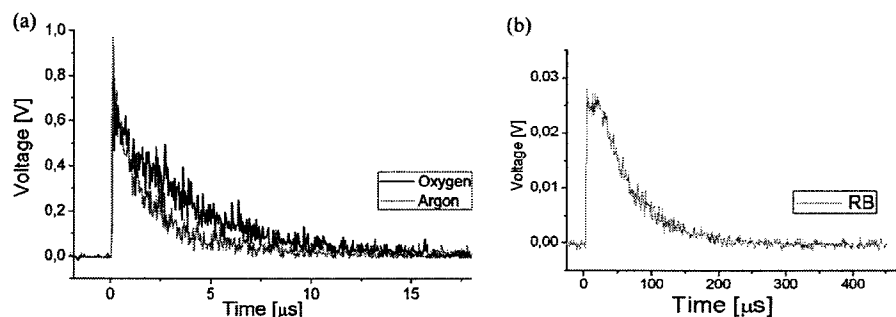 (a)
1,0
0,8
0,6
0,4
0,2
0,0
Voltage [V]
Oxygen
Argon
0 5 10 15
Time [µs]
(b)
0,03
0,02
0,01
0,00
Voltage [V]
RB
0 100 200 300 400
Time [µs]